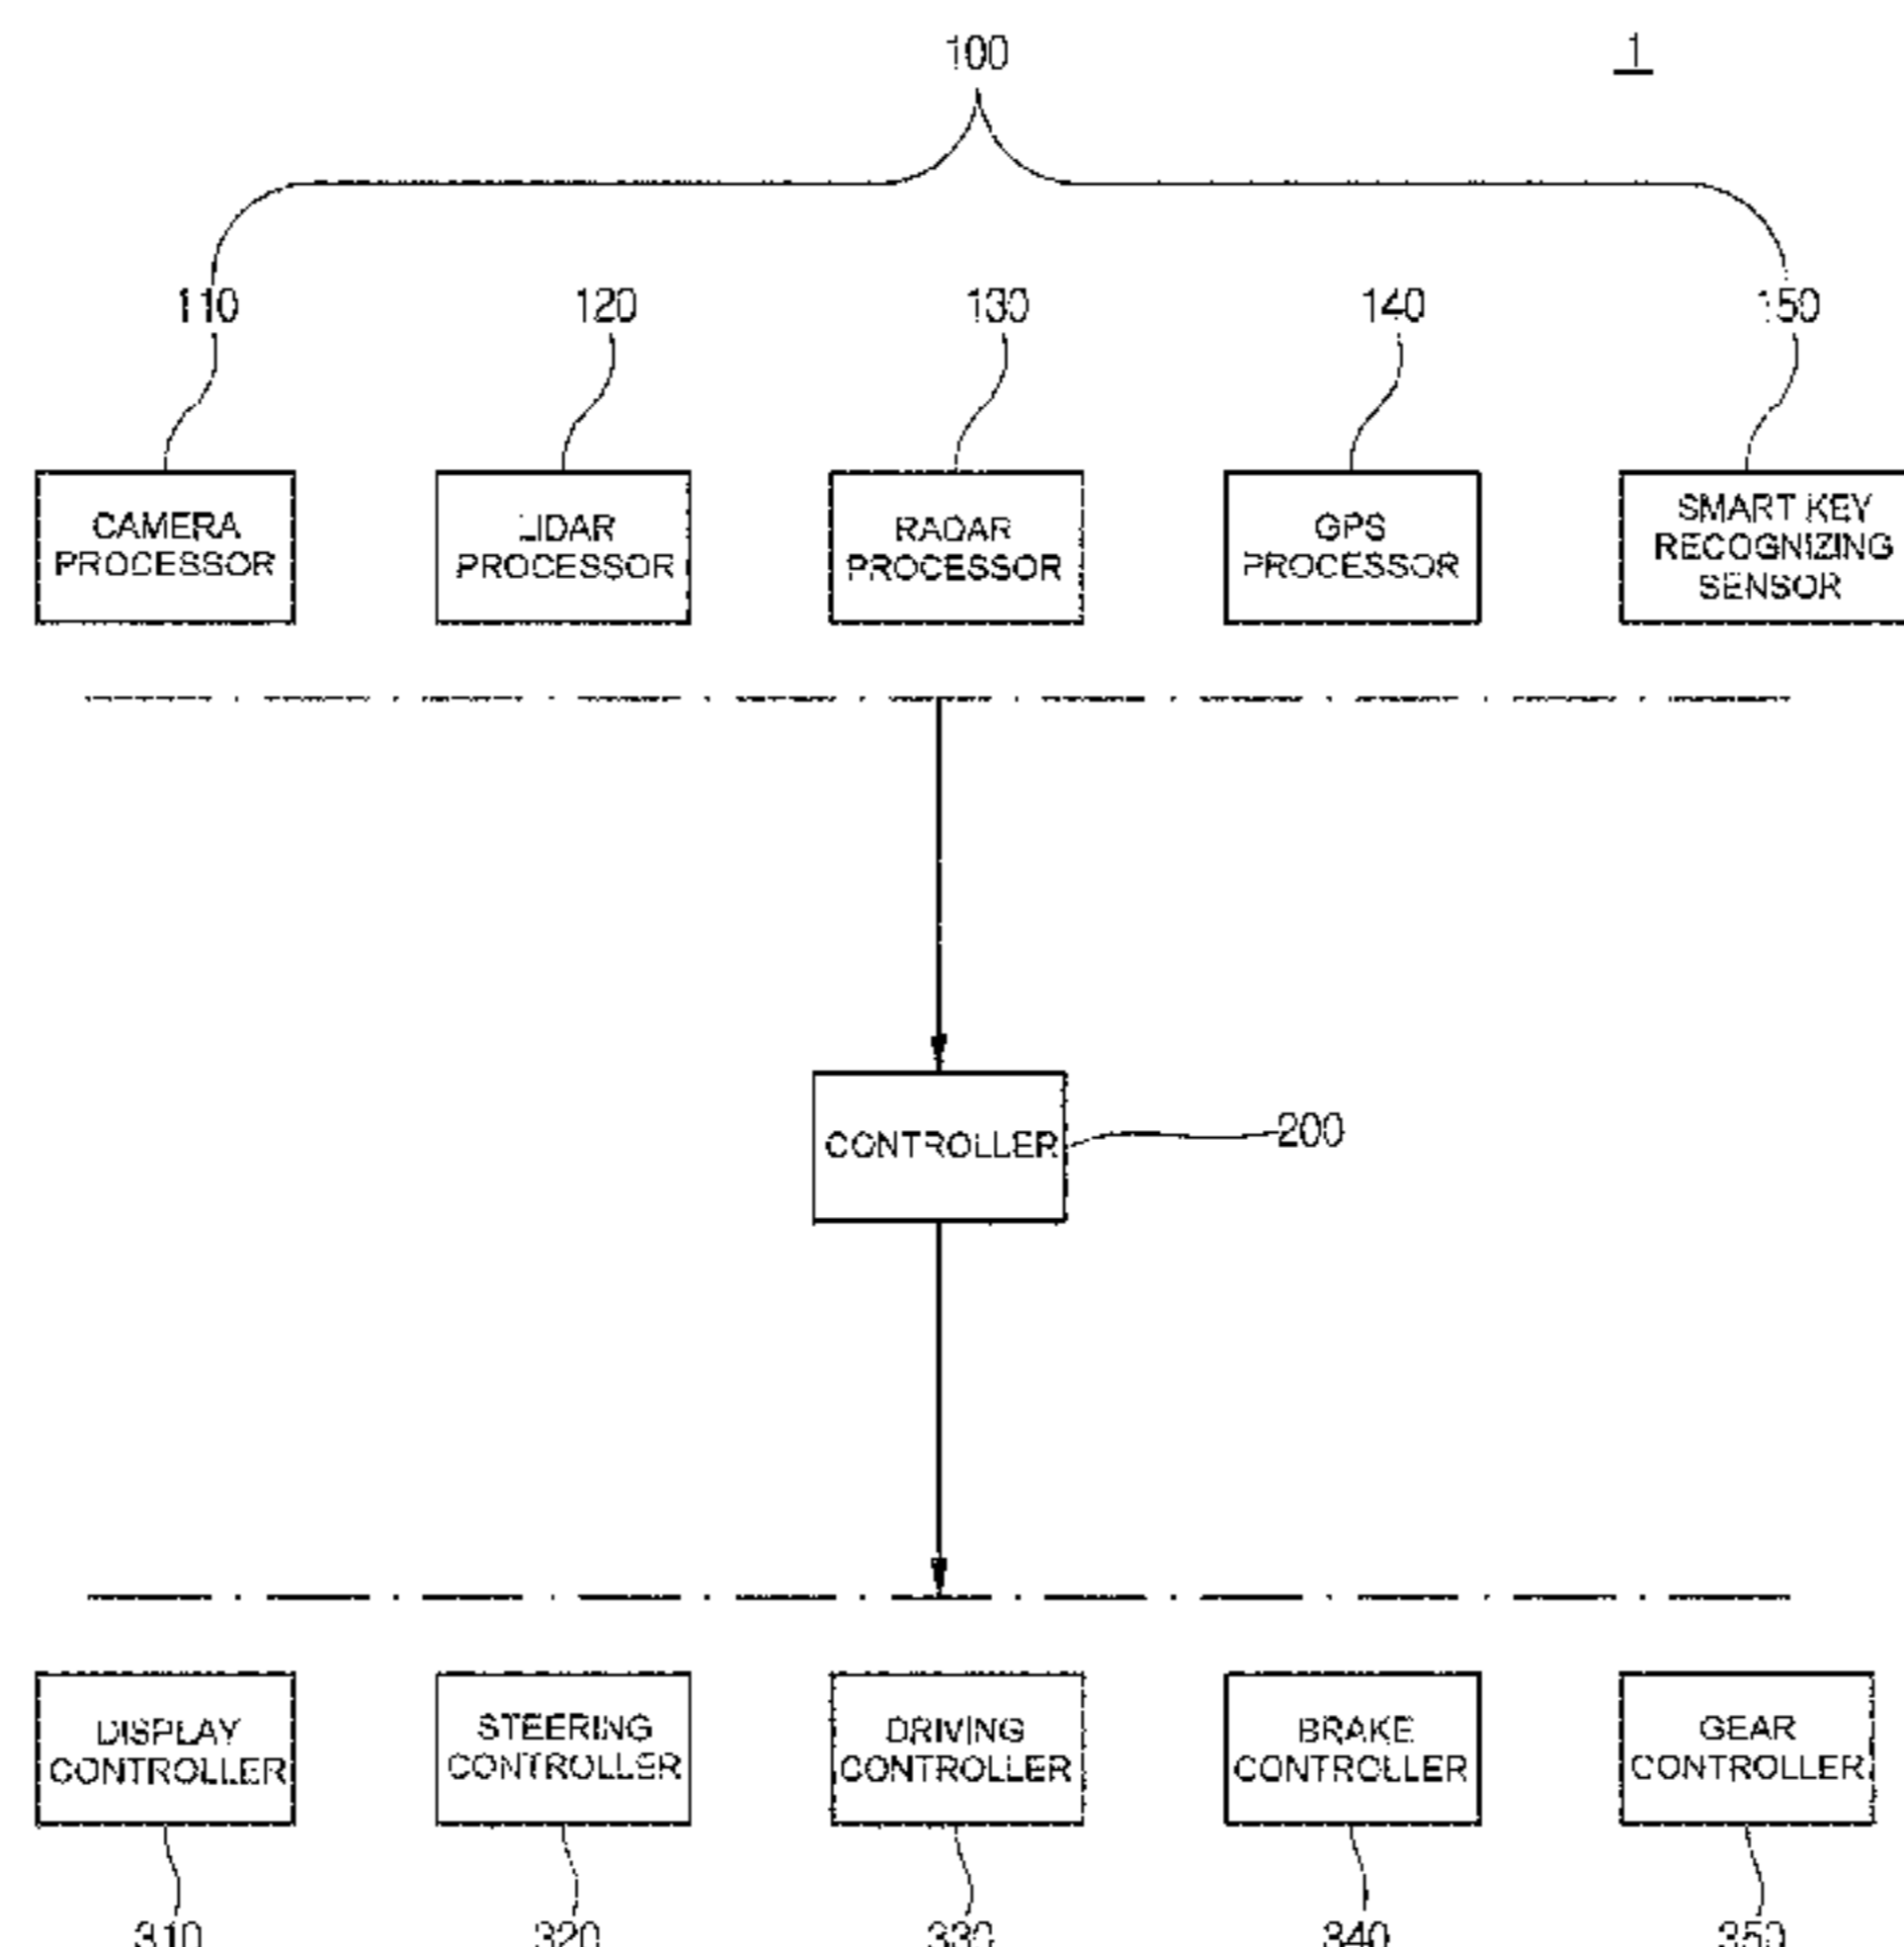 100
1
110
120
130
140
150
CAMERA
PROCESSOR
LIDAR
PROCESSOR
RADAR
PROCESSOR
GPS
PROCESSOR
SMART KEY
RECOGNIZING
SENSOR
CONTROLLER
200
DISPLAY
CONTROLLER
STEERING
CONTROLLER
DRIVING
CONTROLLER
BRAKE
CONTROLLER
GEAR
CONTROLLER
310
320
330
340
350